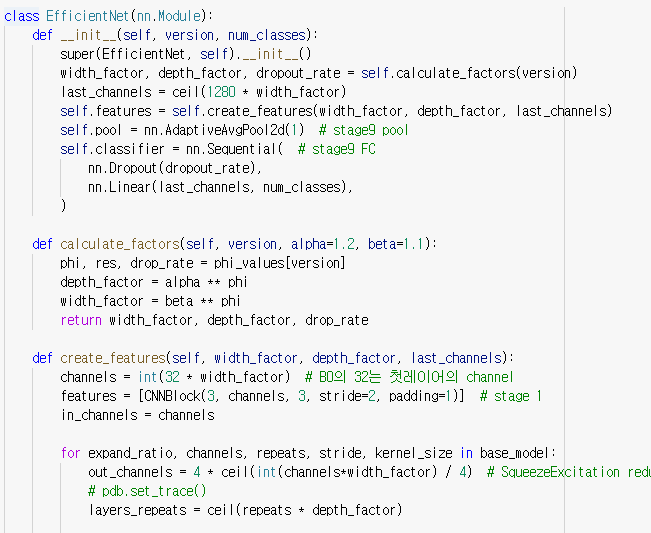 class EfficientNet(nn.Module):
    def __init__(self, version, num_classes):
        super(EfficientNet, self).__init__()
        width_factor, depth_factor, dropout_rate = self.calculate_factors(version)
        last_channels = ceil(1280 * width_factor)
        self.features = self.create_features(width_factor, depth_factor, last_channels)
        self.pool = nn.AdaptiveAvgPool2d(1)  # stage9 pool
        self.classifier = nn.Sequential(  # stage9 FC
            nn.Dropout(dropout_rate),
            nn.Linear(last_channels, num_classes),
        )
    def calculate_factors(self, version, alpha=1.2, beta=1.1):
        phi, res, drop_rate = phi_values[version]
        depth_factor = alpha ** phi
        width_factor = beta ** phi
        return width_factor, depth_factor, drop_rate
    def create_features(self, width_factor, depth_factor, last_channels):
        channels = int(32 * width_factor)  # B0의 32는 첫레이어의 channel
        features = [CNNBlock(3, channels, 3, stride=2, padding=1)]  # stage 1
        in_channels = channels
        for expand_ratio, channels, repeats, stride, kernel_size in base_model:
            out_channels = 4 * ceil(int(channels*width_factor) / 4)  # SqueezeExcitation
            # pdb.set_trace()
            layers_repeats = ceil(repeats * depth_factor)